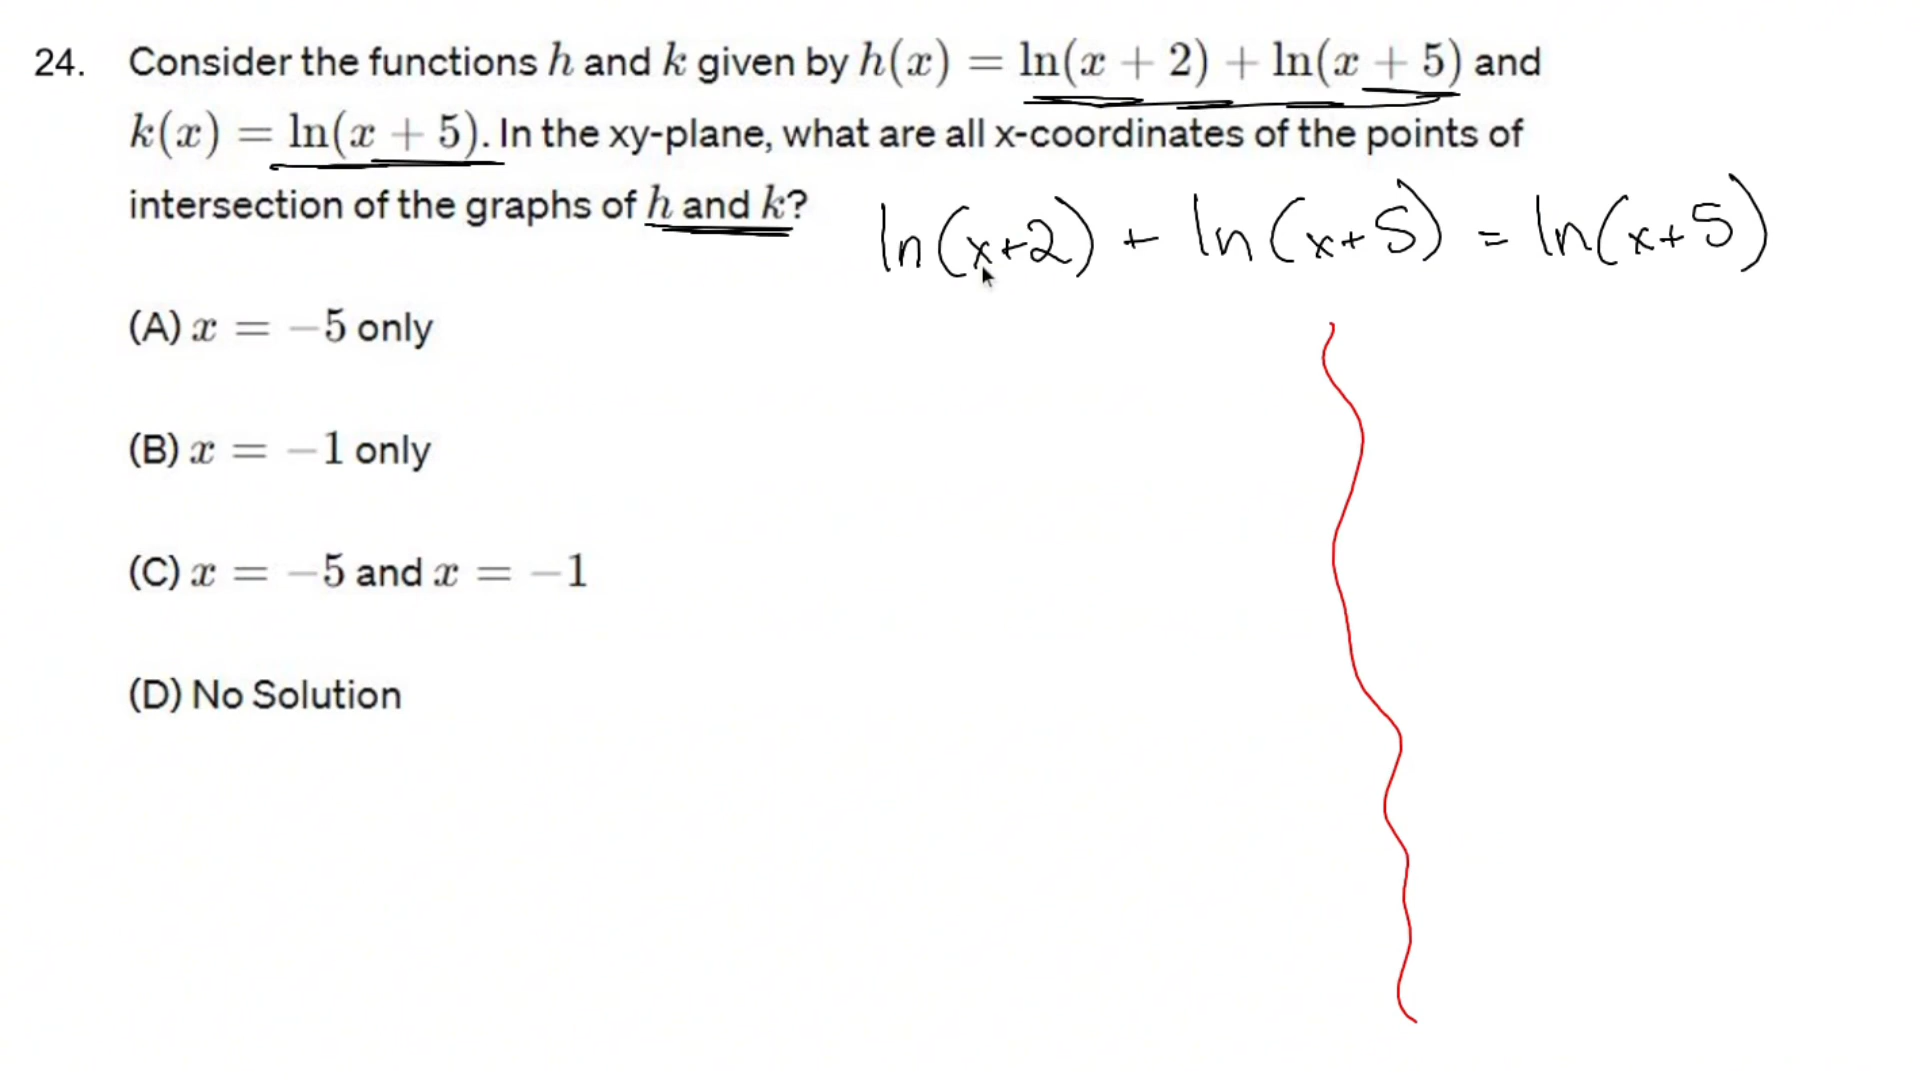 24. Consider the functions h and k given by h(x) = ln(x + 2) + ln(x + 5) and
k(x) = ln(x + 5). In the xy-plane, what are all x-coordinates of the points of
intersection of the graphs of h and k?
ln(x+2) + ln(x+5) = ln(x+5)
(A) x = −5 only
(B) x = −1 only
(C) x = −5 and x = −1
(D) No Solution